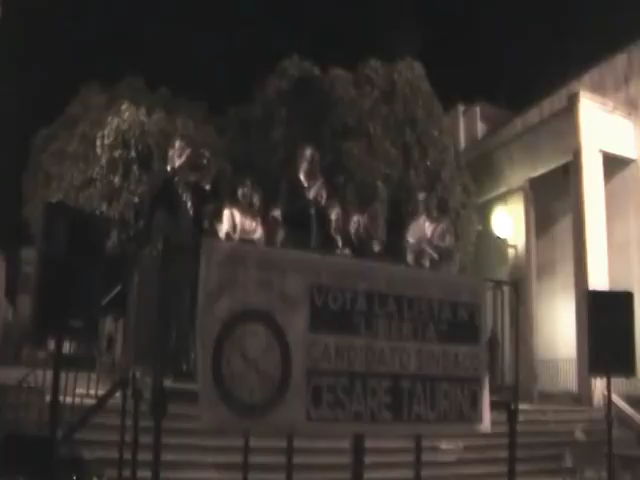 VOTA LA LISTA N°
"LIBERTA'"
CANDIDATO SINDACO
CESARE TAURINO